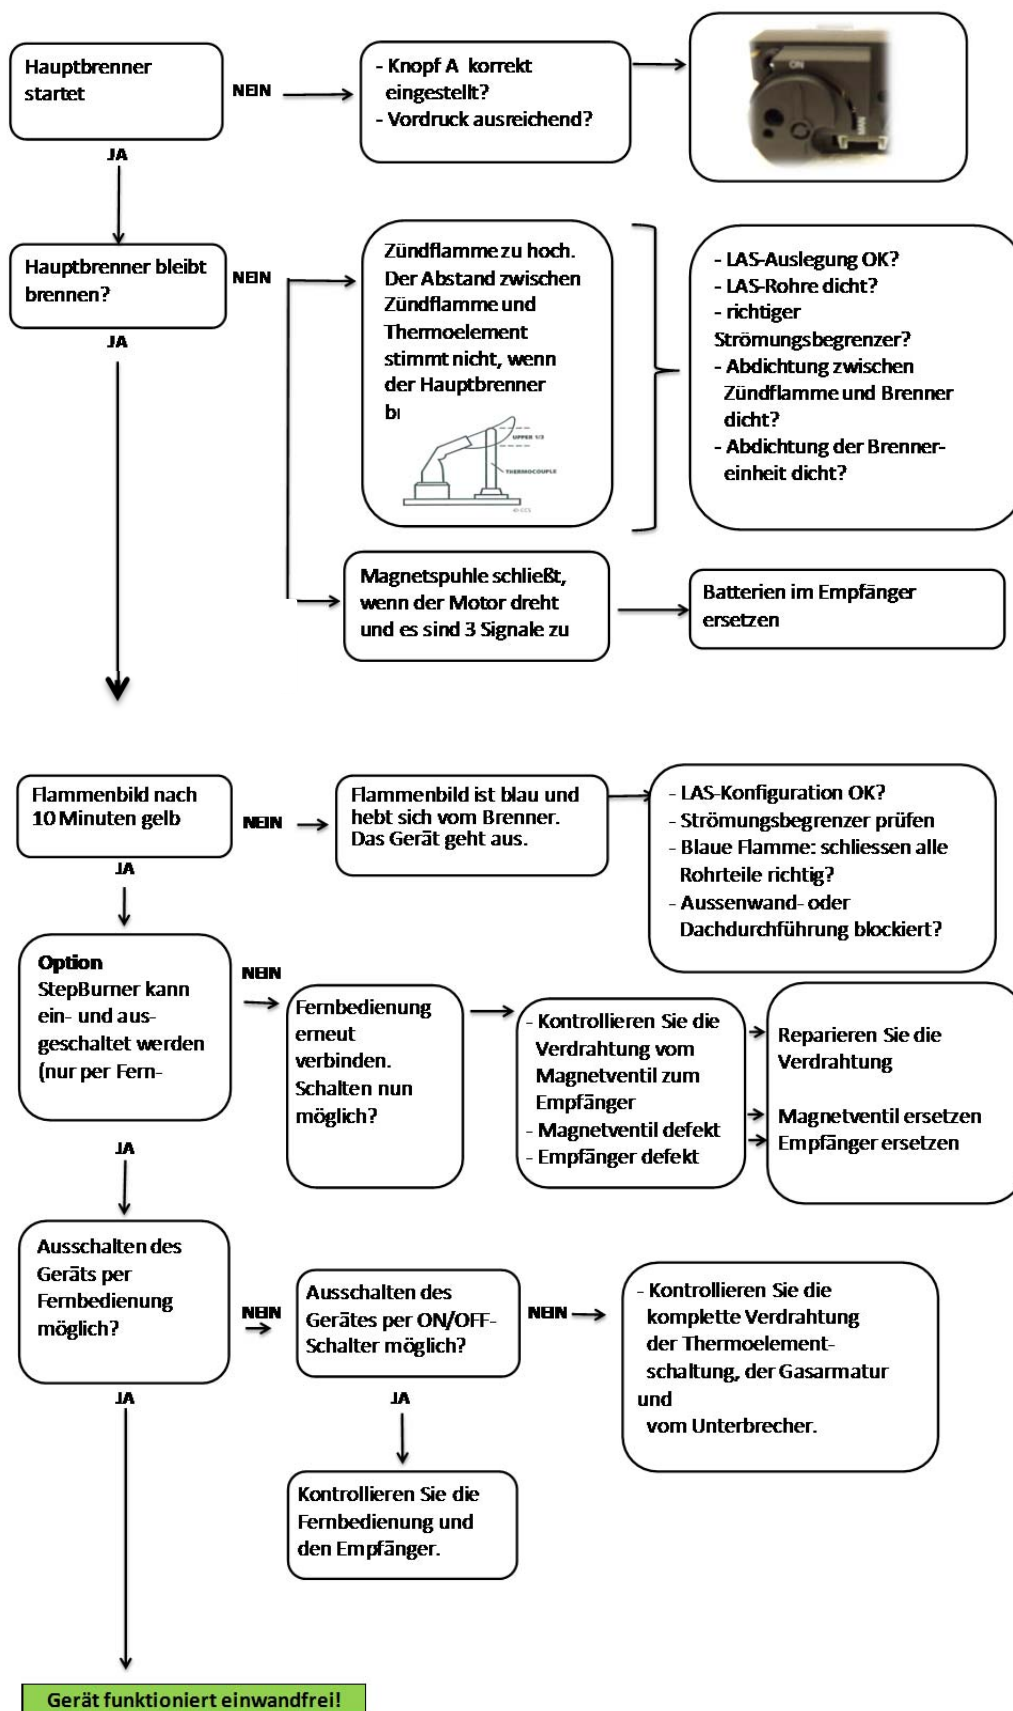 Hauptbrenner
startet
NEIN
- Knopf A korrekt
eingestellt?
- Vordruck ausreichend?
ON
MAN
JA
Hauptbrenner bleibt
brennen?
NEIN
Zündflamme zu hoch.
Der Abstand zwischen
Zündflamme und
Thermoelement
stimmt nicht, wenn
der Hauptbrenner
UPPER 1/2
THERMOCOUPLE
- LAS-Auslegung OK?
- LAS-Rohre dicht?
- richtiger
Strömungsbegrenzer?
- Abdichtung zwischen
Zündflamme und Brenner
dicht?
- Abdichtung der Brenner-
einheit dicht?
Magnetspuhle schließt,
wenn der Motor dreht
und es sind 3 Signale zu
Batterien im Empfänger
ersetzen
JA
Flammenbild nach
10 Minuten gelb
NEIN
Flammenbild ist blau und
hebt sich vom Brenner.
Das Gerät geht aus.
- LAS-Konfiguration OK?
- Strömungsbegrenzer prüfen
- Blaue Flamme: schliessen alle
Rohrteile richtig?
- Aussenwand- oder
Dachdurchführung blockiert?
JA
Option
StepBurner kann
ein- und aus-
geschaltet werden
(nur per Fern-
NEIN
Fernbedienung
erneut
verbinden.
Schalten nun
möglich?
- Kontrollieren Sie die
Verdrahtung vom
Magnetventil zum
Empfänger
- Magnetventil defekt
- Empfänger defekt
Reparieren Sie die
Verdrahtung
Magnetventil ersetzen
Empfänger ersetzen
JA
Ausschalten des
Geräts per
Fernbedienung
möglich?
NEIN
Ausschalten des
Gerätes per ON/OFF-
Schalter möglich?
NEIN
- Kontrollieren Sie die
komplette Verdrahtung
der Thermoelement-
schaltung, der Gasarmatur
und
vom Unterbrecher.
JA
JA
Kontrollieren Sie die
Fernbedienung und
den Empfänger.
Gerät funktioniert einwandfrei!